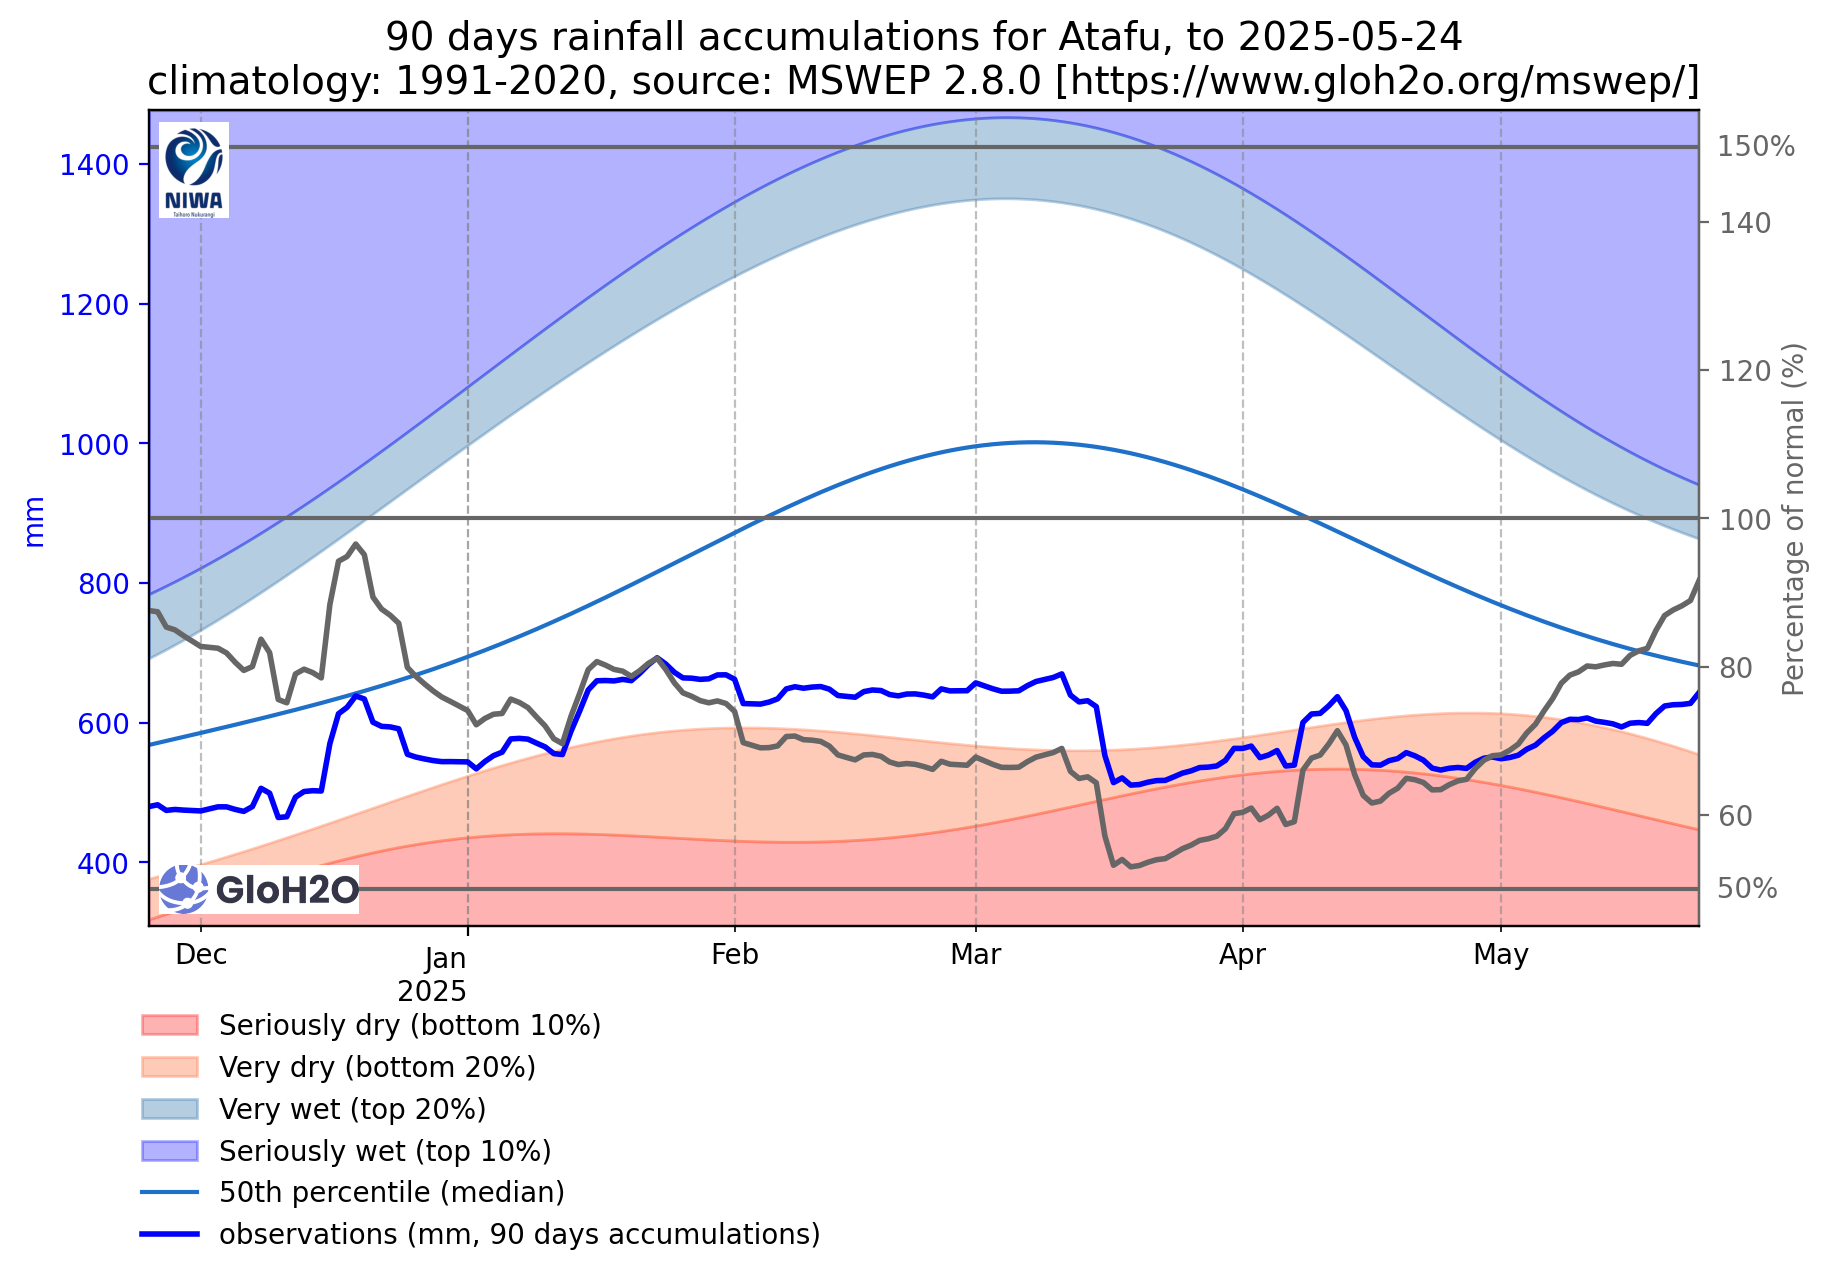 90 days rainfall accumulations for Atafu, to 2025-05-24
climatology: 1991-2020, source: MSWEP 2.8.0 [https://www.gloh2o.org/mswep/]
NIWA
Taihoro Nukurangi
1400
1200
1000
800
600
400
mm
150%
140
120
100
80
60
50%
Percentage of normal (%)
GloH2O
Dec
Jan
2025
Feb
Mar
Apr
May
Seriously dry (bottom 10%)
Very dry (bottom 20%)
Very wet (top 20%)
Seriously wet (top 10%)
50th percentile (median)
observations (mm, 90 days accumulations)